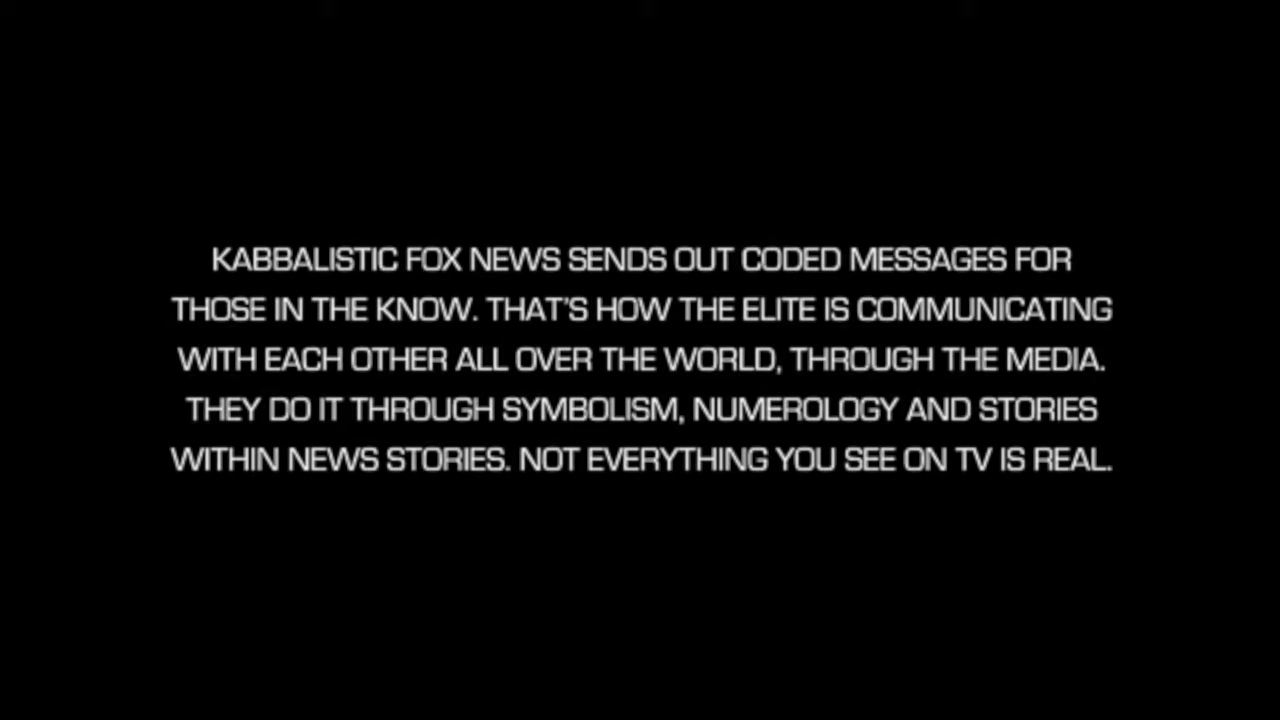 KABBALISTIC FOX NEWS SENDS OUT CODED MESSAGES FOR
THOSE IN THE KNOW. THAT'S HOW THE ELITE IS COMMUNICATING
WITH EACH OTHER ALL OVER THE WORLD, THROUGH THE MEDIA.
THEY DO IT THROUGH SYMBOLISM, NUMEROLOGY AND STORIES
WITHIN NEWS STORIES. NOT EVERYTHING YOU SEE ON TV IS REAL.